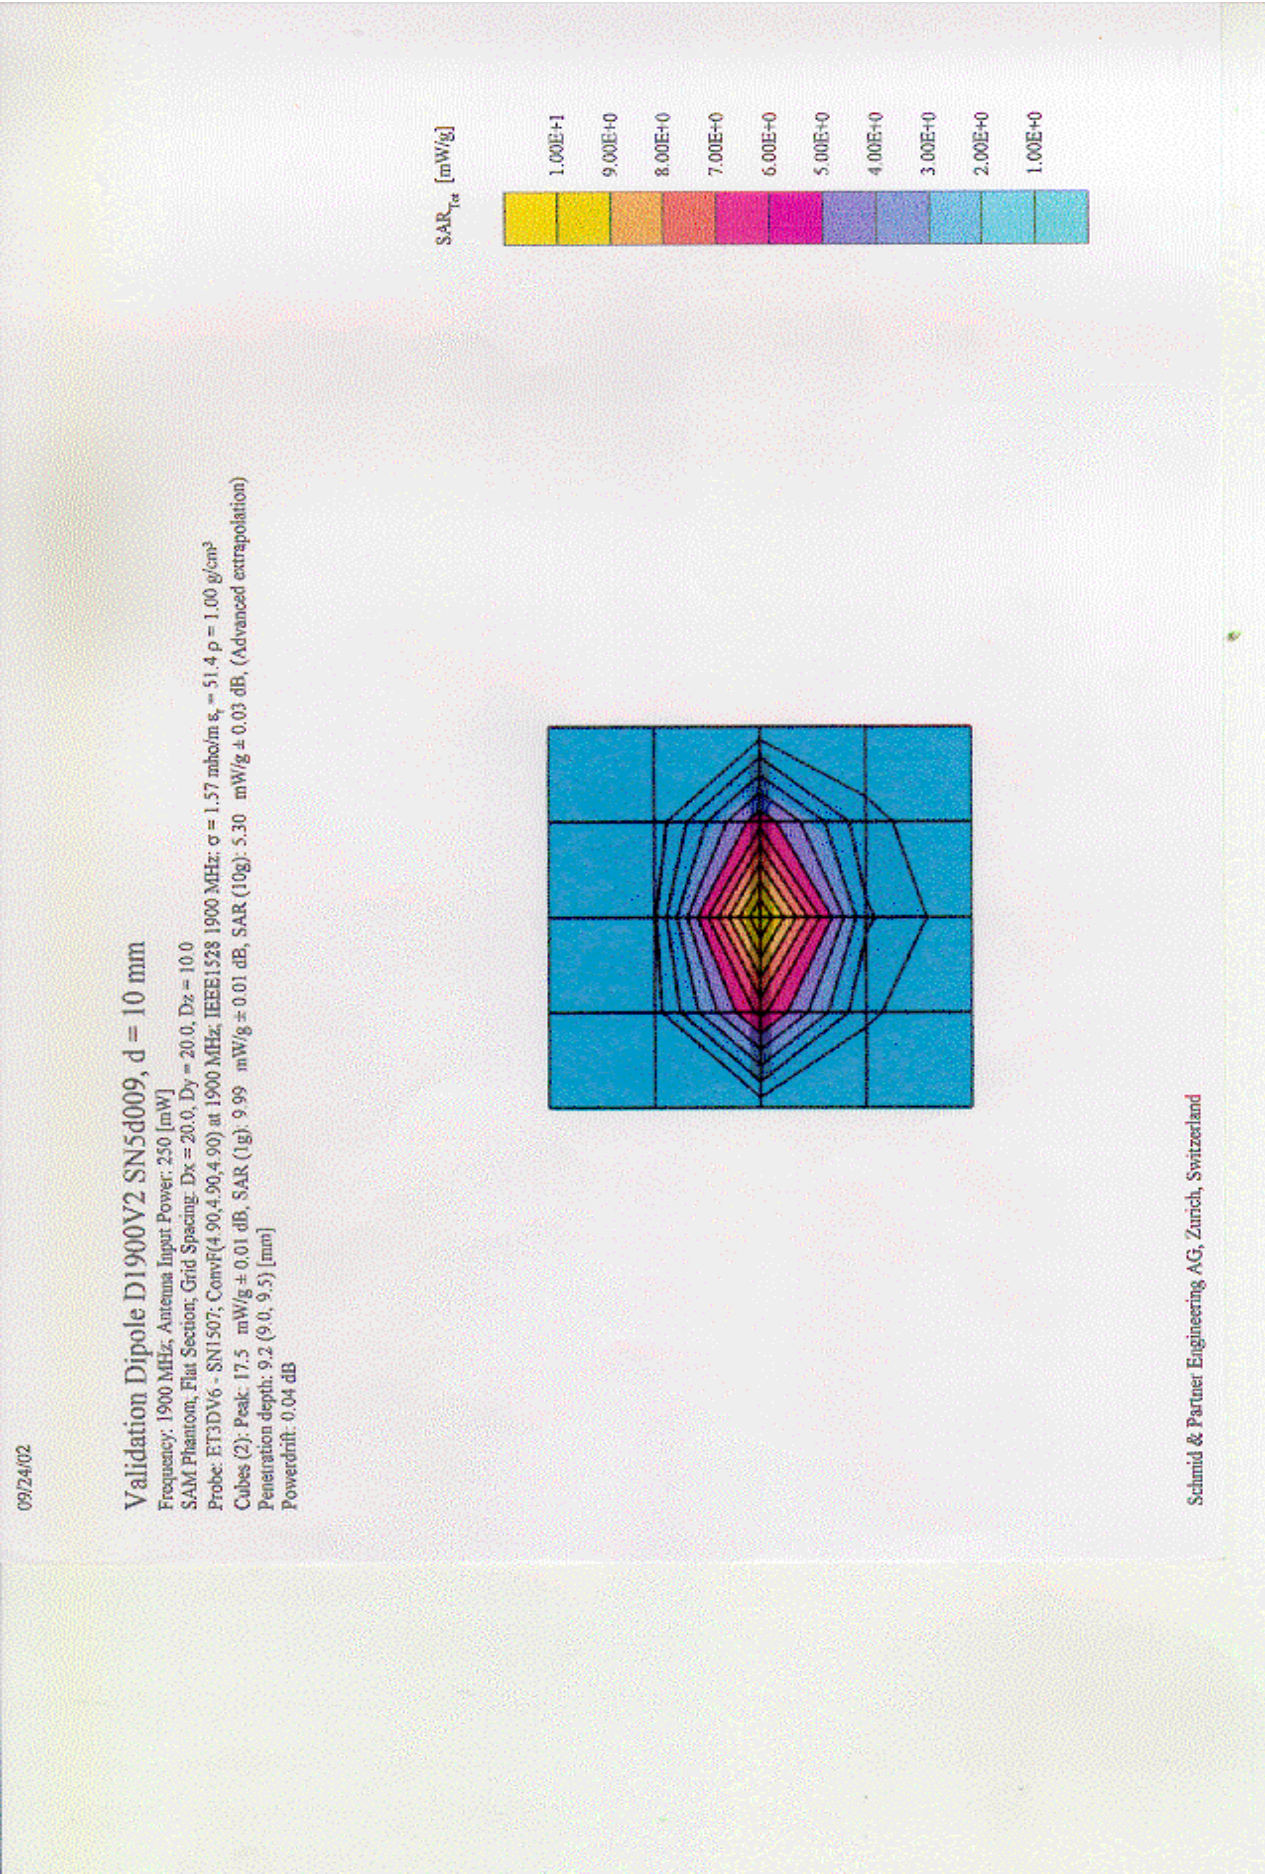 09/24/02
Validation Dipole D1900V2 SN5d009, d = 10 mm
Frequency: 1900 MHz; Antenna Input Power: 250 [mW]
SAM Phantom; Flat Section; Grid Spacing: Dx = 20.0, Dy = 20.0, Dz = 10.0
Probe: ET3DV6 - SN1507; ConvF(4.90,4.90,4.90) at 1900 MHz; IEEE1528 1900 MHz: σ = 1.57 mho/m εr = 51.4 ρ = 1.00 g/cm³
Cubes (2): Peak: 17.5 mW/g ± 0.01 dB, SAR (1g): 9.99 mW/g ± 0.01 dB, SAR (10g): 5.30 mW/g ± 0.03 dB, (Advanced extrapolation)
Penetration depth: 9.2 (9.0, 9.5) [mm]
Powerdrift: 0.04 dB
SAR Tot [mW/g]
1.00E+1
9.00E+0
8.00E+0
7.00E+0
6.00E+0
5.00E+0
4.00E+0
3.00E+0
2.00E+0
1.00E+0
Schmid & Partner Engineering AG, Zurich, Switzerland